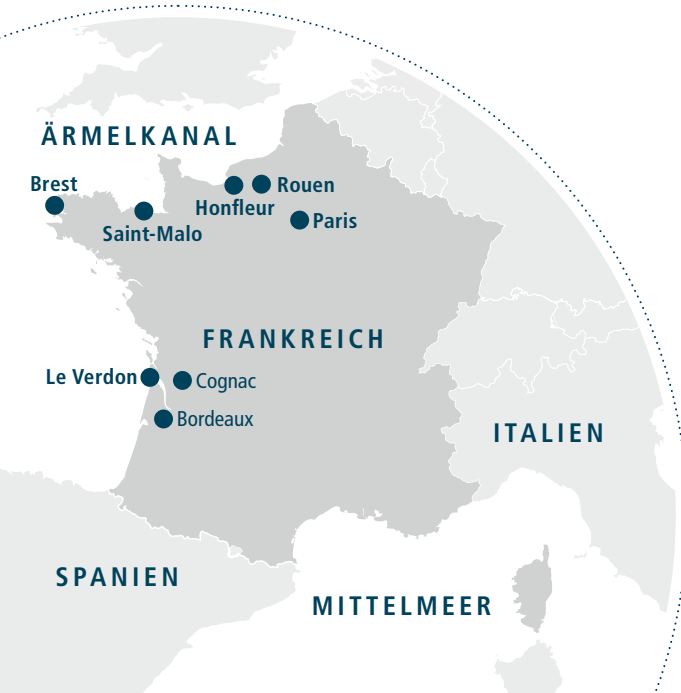 ÄRMELKANAL
Brest
Rouen
Honfleur
Saint-Malo
Paris
FRANKREICH
Le Verdon
Cognac
Bordeaux
ITALIEN
SPANIEN
MITTELMEER